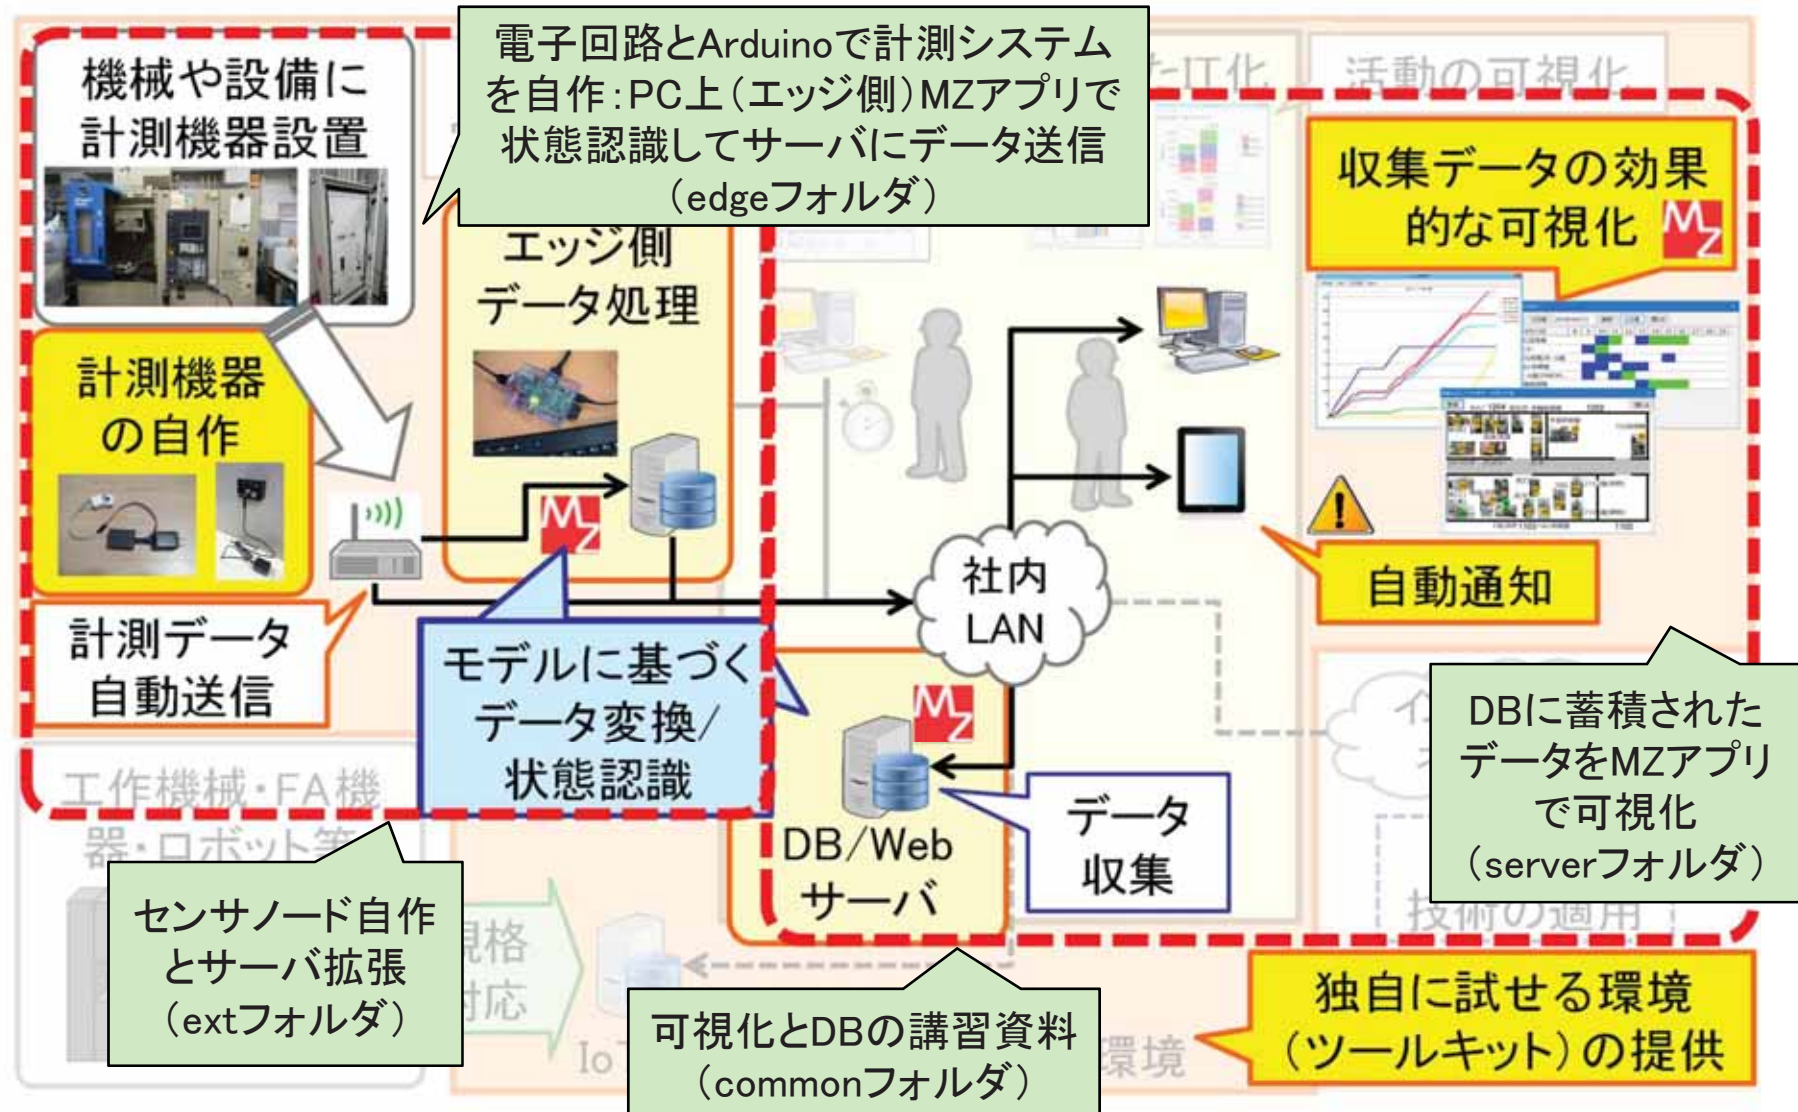 電子回路とArduinoで計測システム
を自作：PC上（エッジ側）MZアプリで
状態認識してサーバにデータ送信
（edgeフォルダ）
機械や設備に
計測機器設置
たIT化
活動の可視化
収集データの効果
的な可視化
MZ
エッジ側
データ処理
計測機器
の自作
MZ
社内
LAN
自動通知
計測データ
自動送信
モデルに基づく
データ変換/
状態認識
MZ
DB/Web
サーバ
データ
収集
DBに蓄積された
データをMZアプリ
で可視化
（serverフォルダ）
技術の適用
工作機械・FA機
器・ロボット等
センサノード自作
とサーバ拡張
（extフォルダ）
規格
対応
可視化とDBの講習資料
（commonフォルダ）
環境
独自に試せる環境
（ツールキット）の提供